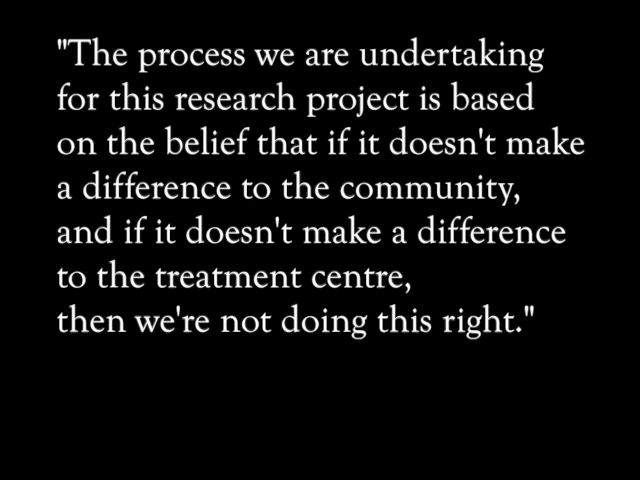 "The process we are undertaking
for this research project is based
on the belief that if it doesn't make
a difference to the community,
and if it doesn't make a difference
to the treatment centre,
then we're not doing this right."